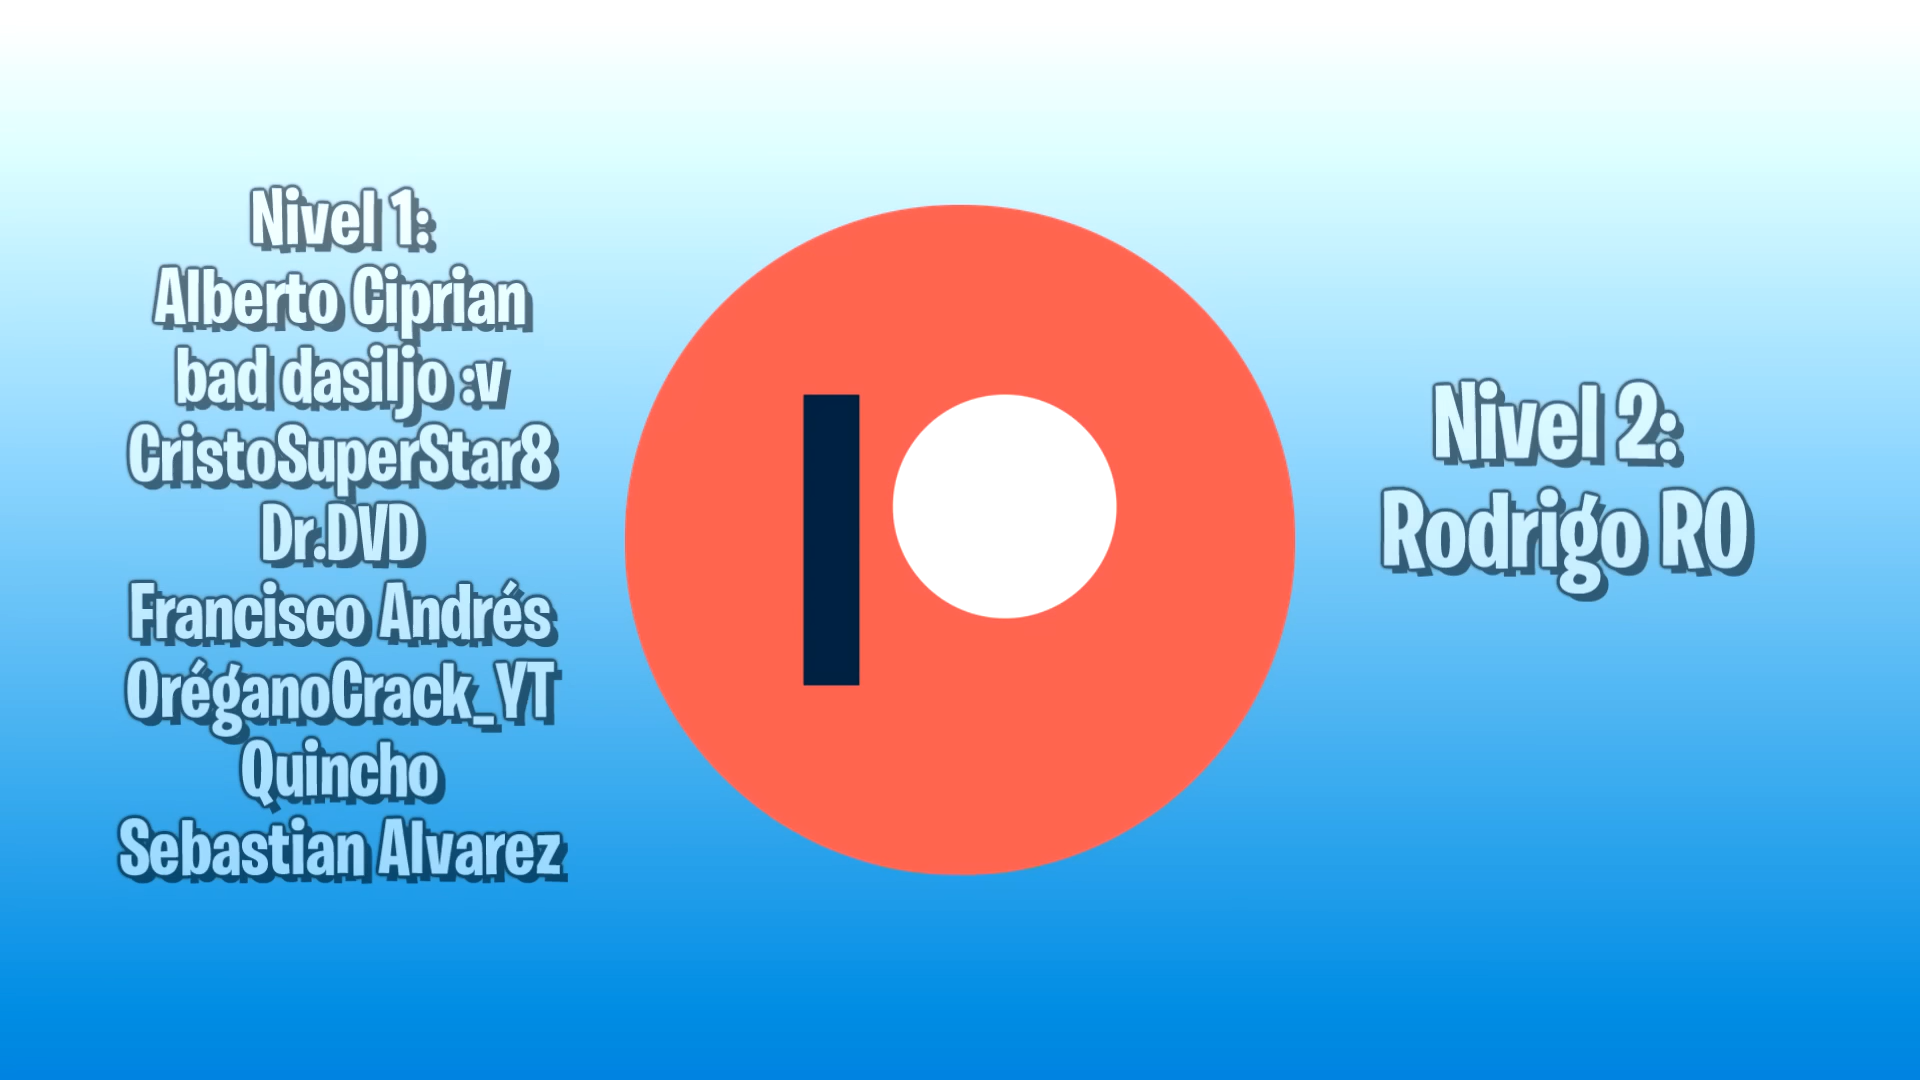 Nivel 1:
Alberto Ciprian
bad dasiljo :v
CristoSuperStar8
Dr.DVD
Francisco Andrés
OréganoCrack_YT
Quincho
Sebastian Alvarez
Nivel 2:
Rodrigo RO